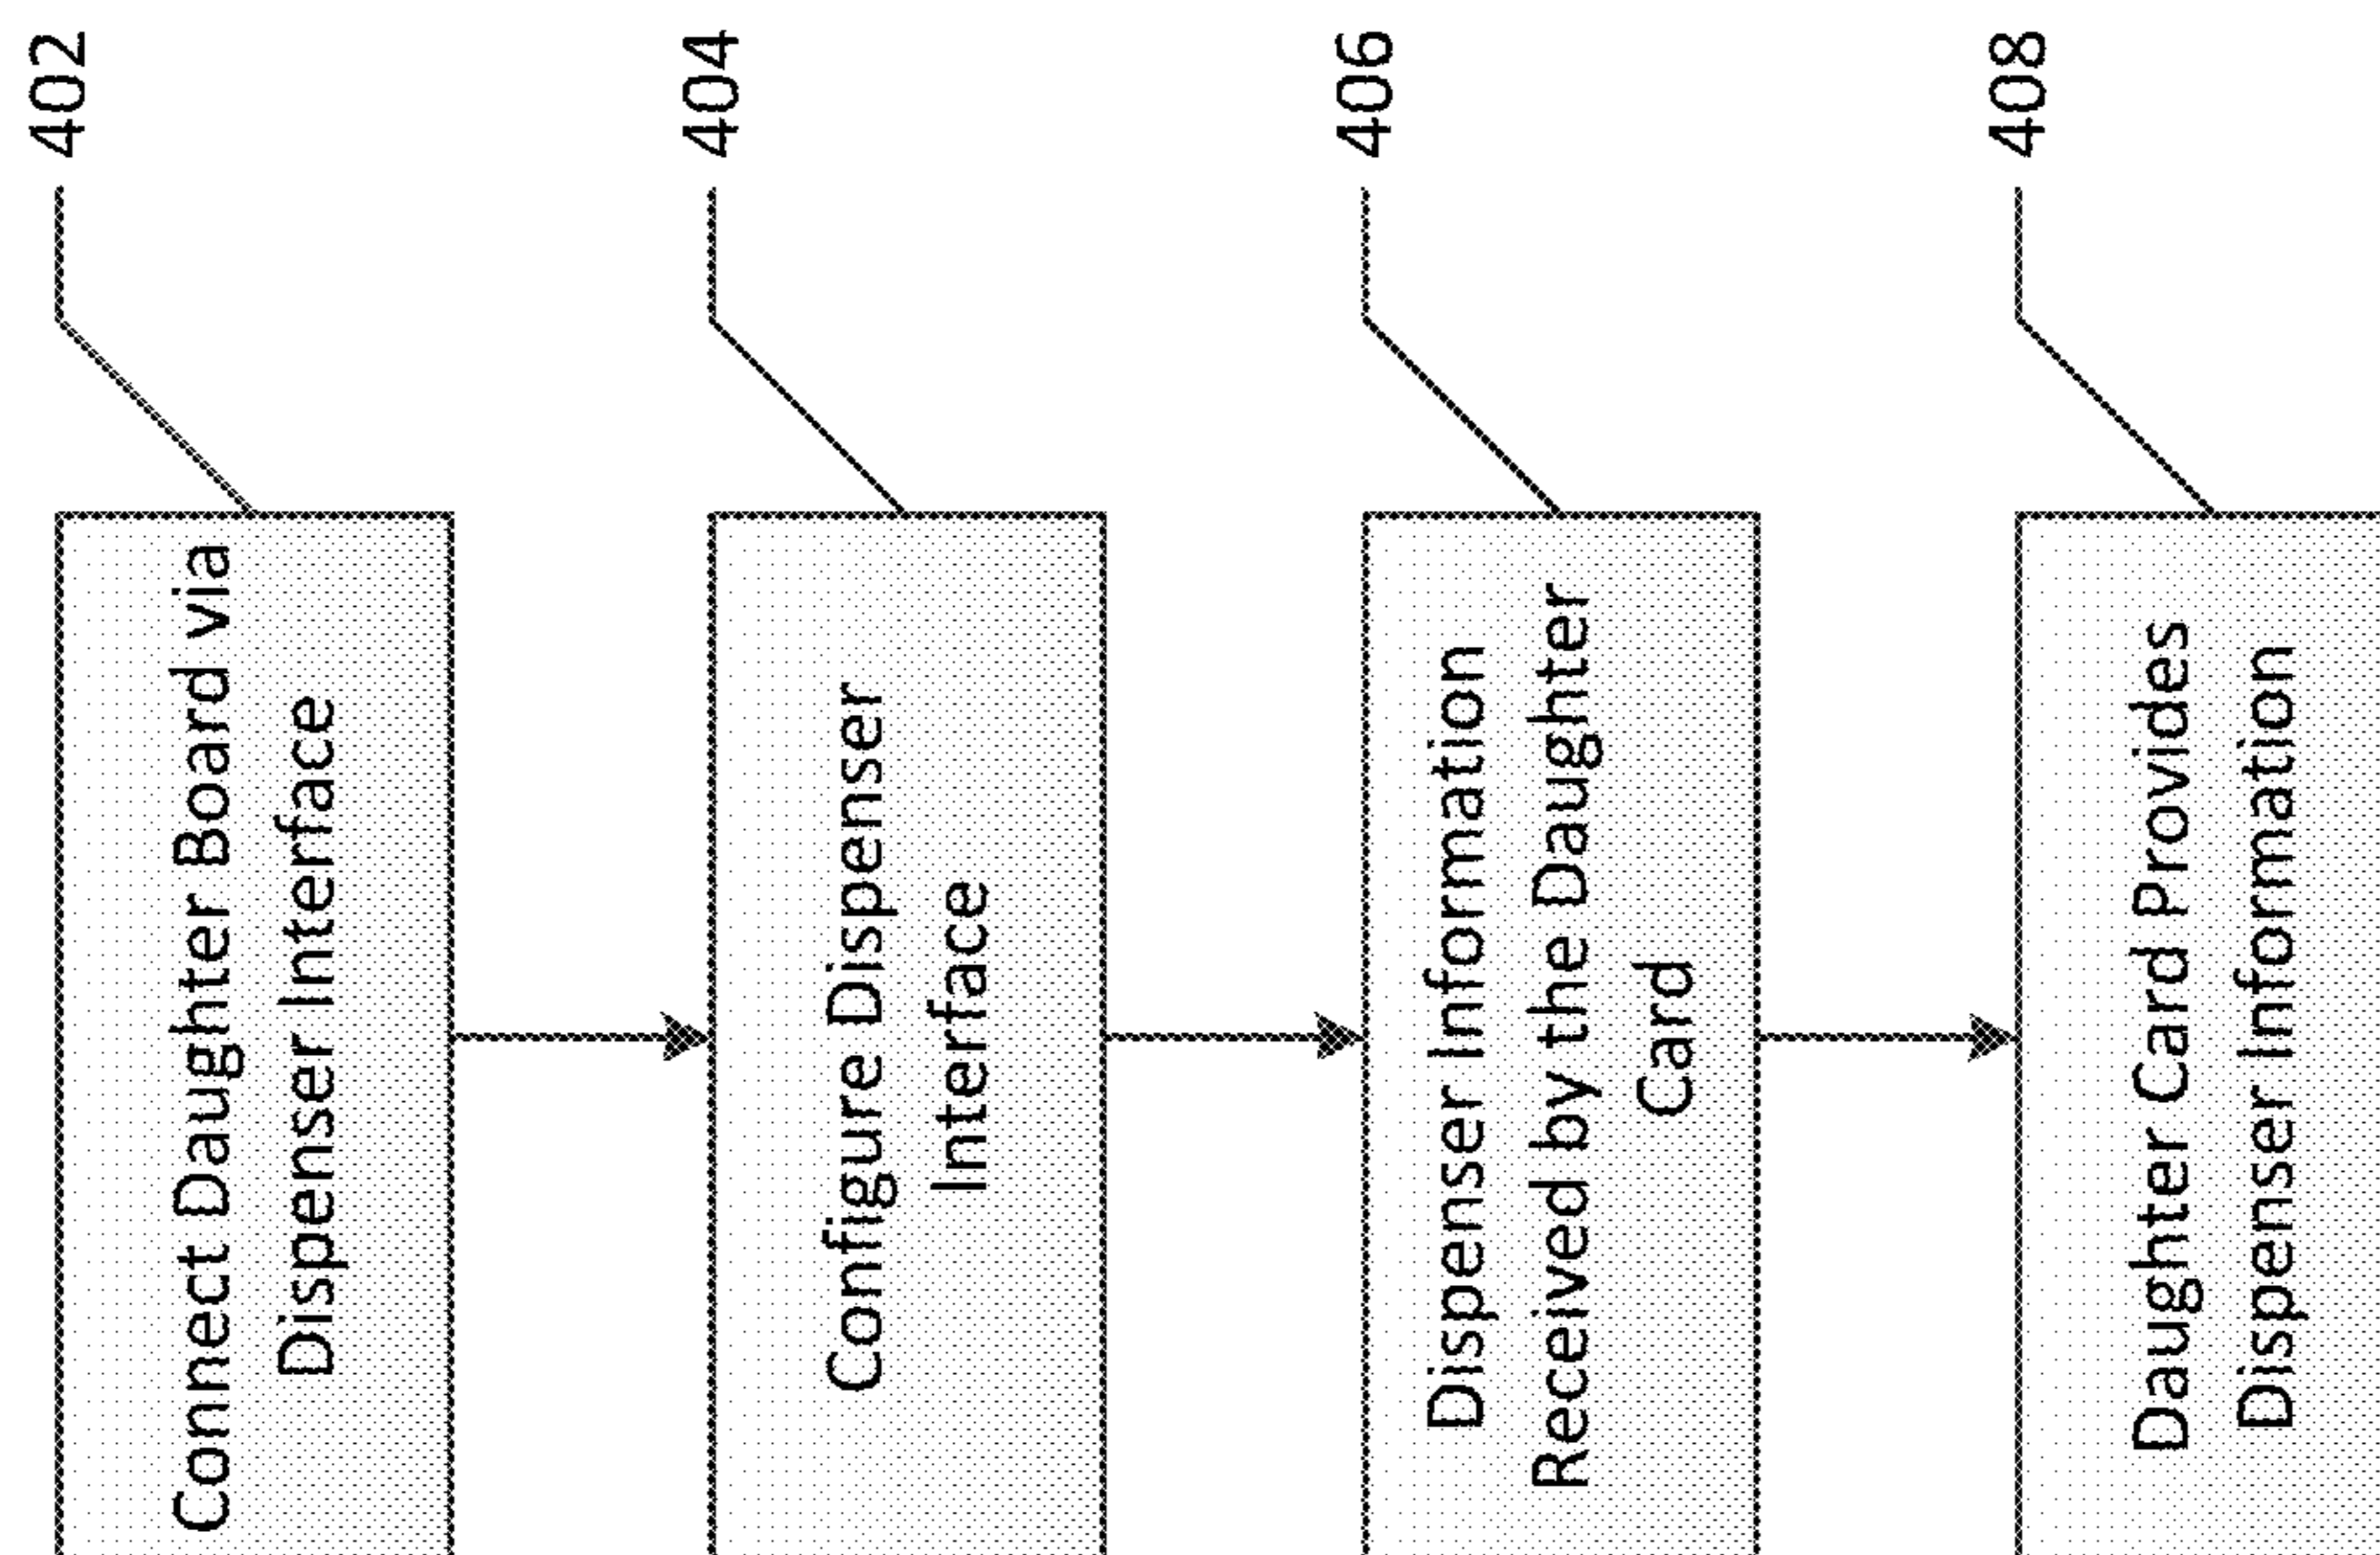 402
Connect Daughter Board via
Dispenser Interface
404
Configure Dispenser
Interface
406
Dispenser Information
Received by the Daughter
Card
408
Daughter Card Provides
Dispenser Information